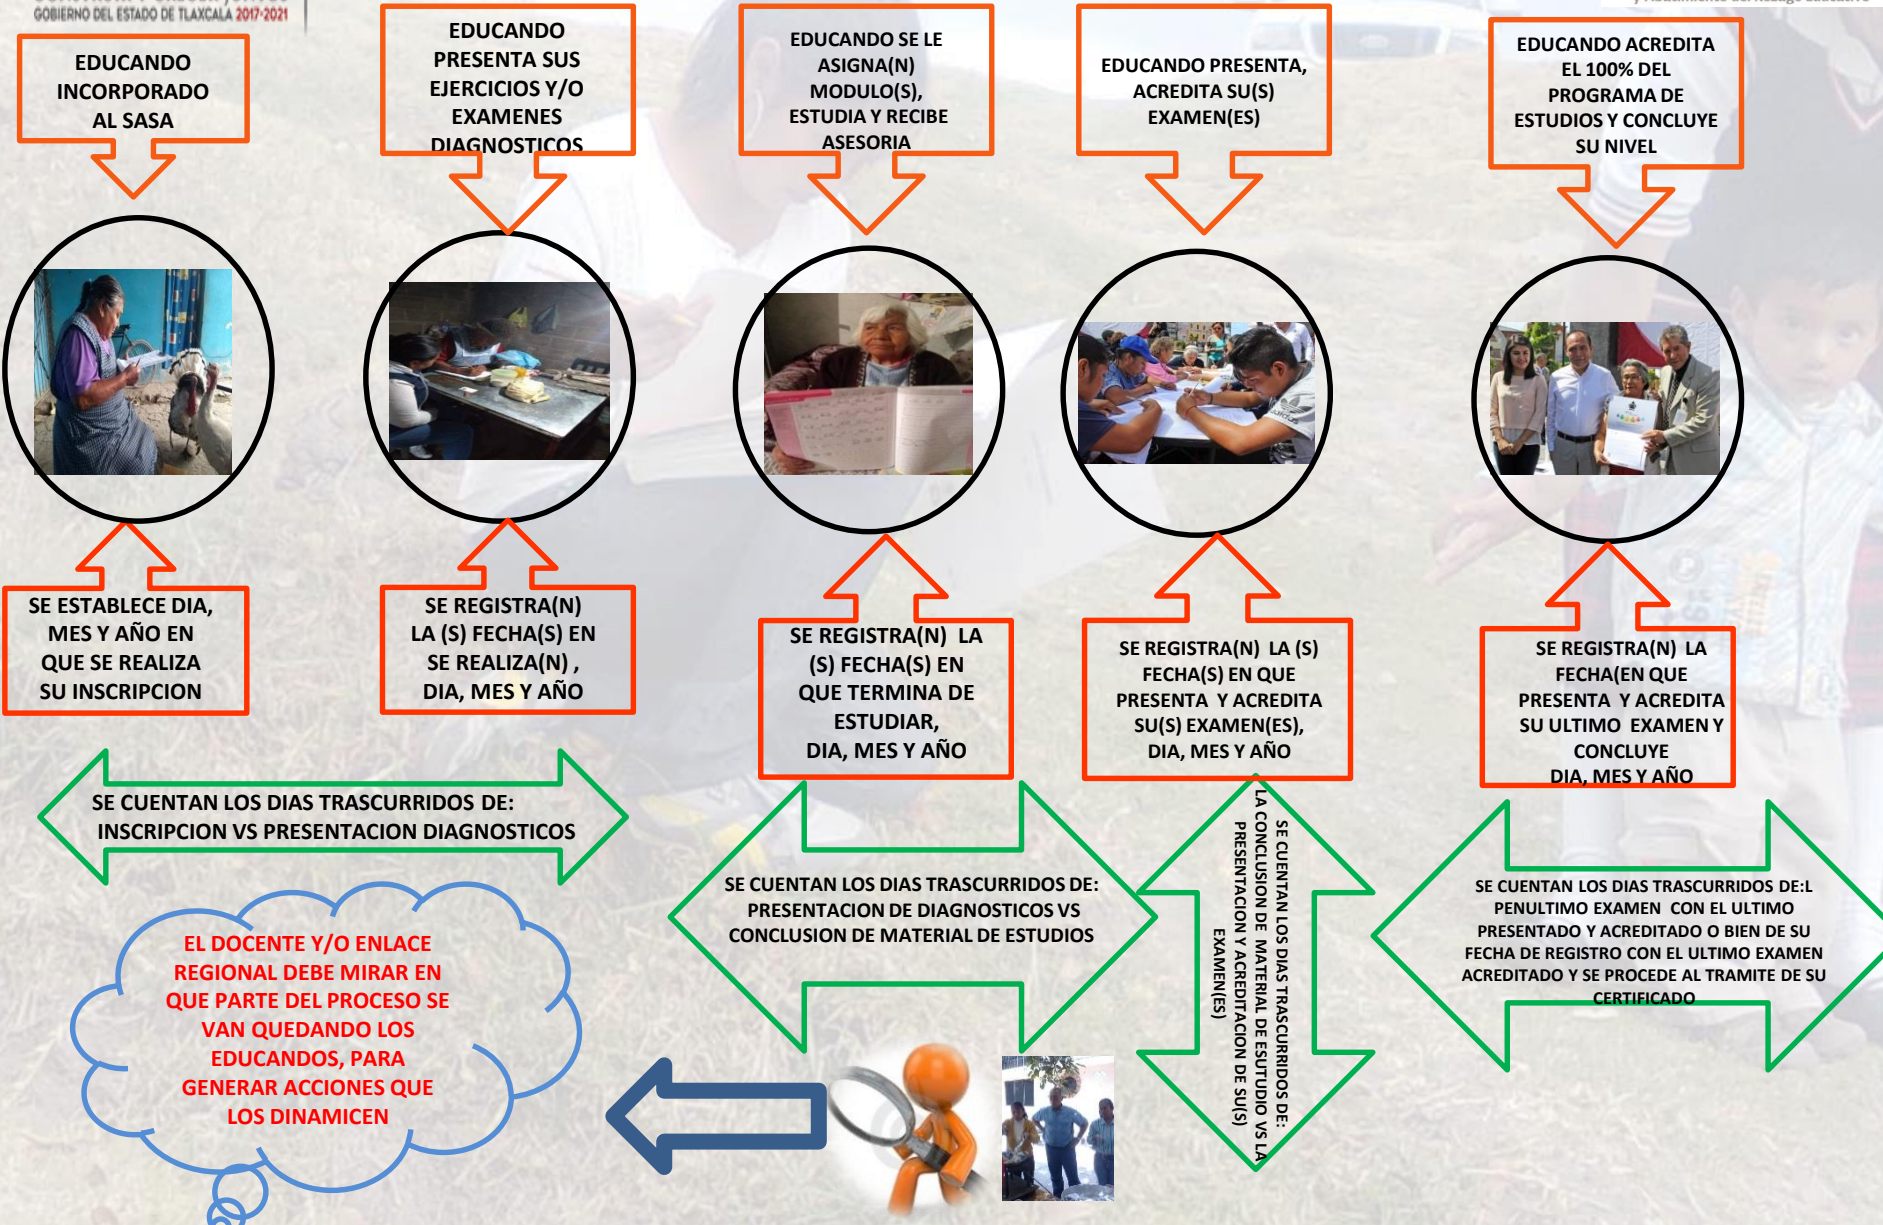 GOBIERNO DEL ESTADO DE TLAXCALA 2017-2021
EDUCANDO
INCORPORADO
AL SASA
EDUCANDO
PRESENTA SUS
EJERCICIOS Y/O
EXAMENES
DIAGNOSTICOS
EDUCANDO SE LE
ASIGNA(N)
MODULO(S),
ESTUDIA Y RECIBE
ASESORIA
EDUCANDO PRESENTA,
ACREDITA SU(S)
EXAMEN(ES)
EDUCANDO ACREDITA
EL 100% DEL
PROGRAMA DE
ESTUDIOS Y CONCLUYE
SU NIVEL
SE ESTABLECE DIA,
MES Y AÑO EN
QUE SE REALIZA
SU INSCRIPCION
SE REGISTRA(N)
LA (S) FECHA(S) EN
SE REALIZA(N) ,
DIA, MES Y AÑO
SE REGISTRA(N) LA
(S) FECHA(S) EN
QUE TERMINA DE
ESTUDIAR,
DIA, MES Y AÑO
SE REGISTRA(N) LA (S)
FECHA(S) EN QUE
PRESENTA Y ACREDITA
SU(S) EXAMEN(ES),
DIA, MES Y AÑO
SE REGISTRA(N) LA
FECHA(EN QUE
PRESENTA Y ACREDITA
SU ULTIMO EXAMEN Y
CONCLUYE
DIA, MES Y AÑO
SE CUENTAN LOS DIAS TRASCURRIDOS DE:
INSCRIPCION VS PRESENTACION DIAGNOSTICOS
SE CUENTAN LOS DIAS TRASCURRIDOS DE:
PRESENTACION DE DIAGNOSTICOS VS
CONCLUSION DE MATERIAL DE ESTUDIOS
SE CUENTAN LOS DIAS TRASCURRIDOS DE:
LA CONCLUSION DE MATERIAL DE ESUTUDIO VS LA
PRESENTACION Y ACREDITACION DE SU(S)
EXAMEN(ES)
SE CUENTAN LOS DIAS TRASCURRIDOS DE:L
PENULTIMO EXAMEN CON EL ULTIMO
PRESENTADO Y ACREDITADO O BIEN DE SU
FECHA DE REGISTRO CON EL ULTIMO EXAMEN
ACREDITADO Y SE PROCEDE AL TRAMITE DE SU
CERTIFICADO
EL DOCENTE Y/O ENLACE
REGIONAL DEBE MIRAR EN
QUE PARTE DEL PROCESO SE
VAN QUEDANDO LOS
EDUCANDOS, PARA
GENERAR ACCIONES QUE
LOS DINAMICEN